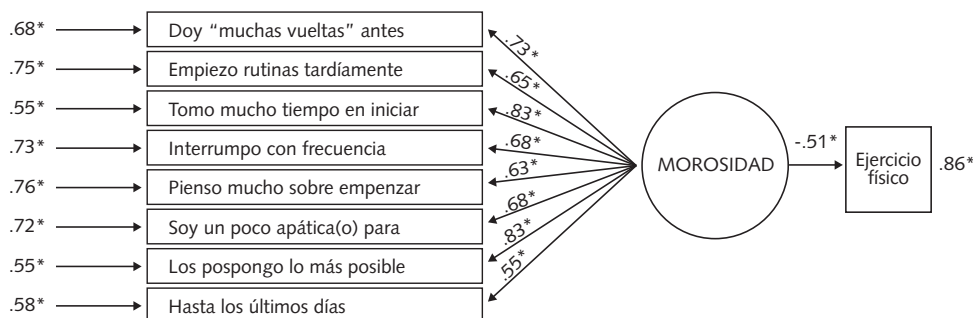 .68* Doy “muchas vueltas” antes .73*
.75* Empiezo rutinas tardíamente .65*
.55* Tomo mucho tiempo en iniciar .83*
.73* Interrumpo con frecuencia .68*
.76* Pienso mucho sobre empenzar .63*
.72* Soy un poco apática(o) para .68*
.55* Los pospongo lo más posible .83*
.58* Hasta los últimos días .55*
MOROSIDAD
-.51*
Ejercicio
físico
.86*